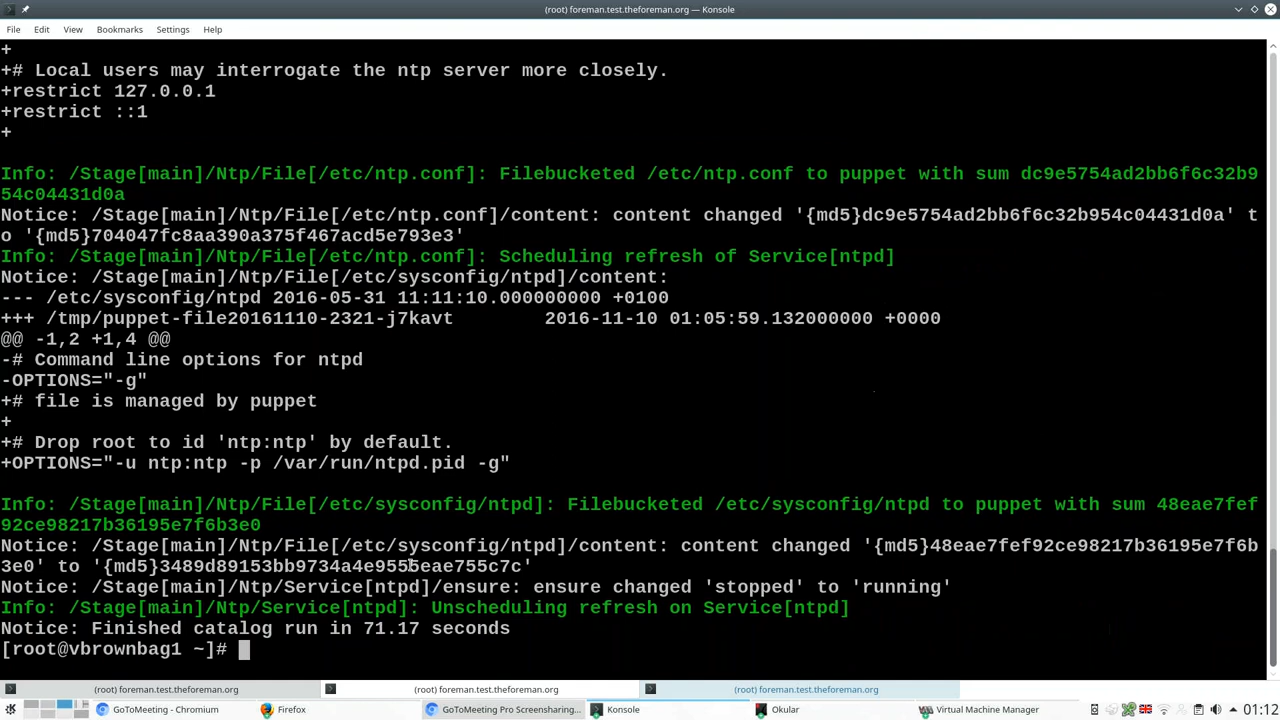 (root) foreman.test.theforeman.org — Konsole
File Edit View Bookmarks Settings Help
+
+# Local users may interrogate the ntp server more closely.
+restrict 127.0.0.1
+restrict ::1
+
Info: /Stage[main]/Ntp/File[/etc/ntp.conf]: Filebucketed /etc/ntp.conf to puppet with sum dc9e5754ad2bb6f6c32b9
54c04431d0a
Notice: /Stage[main]/Ntp/File[/etc/ntp.conf]/content: content changed '{md5}dc9e5754ad2bb6f6c32b954c04431d0a' t
o '{md5}704047fc8aa390a375f467acd5e793e3'
Info: /Stage[main]/Ntp/File[/etc/ntp.conf]: Scheduling refresh of Service[ntpd]
Notice: /Stage[main]/Ntp/File[/etc/sysconfig/ntpd]/content:
--- /etc/sysconfig/ntpd 2016-05-31 11:11:10.000000000 +0100
+++ /tmp/puppet-file20161110-2321-j7kavt 2016-11-10 01:05:59.132000000 +0000
@@ -1,2 +1,4 @@
-# Command line options for ntpd
-OPTIONS="-g"
+# file is managed by puppet
+
+# Drop root to id 'ntp:ntp' by default.
+OPTIONS="-u ntp:ntp -p /var/run/ntpd.pid -g"
Info: /Stage[main]/Ntp/File[/etc/sysconfig/ntpd]: Filebucketed /etc/sysconfig/ntpd to puppet with sum 48eae7fef
92ce98217b36195e7f6b3e0
Notice: /Stage[main]/Ntp/File[/etc/sysconfig/ntpd]/content: content changed '{md5}48eae7fef92ce98217b36195e7f6b
3e0' to '{md5}3489d89153bb9734a4e9555eae755c7c'
Notice: /Stage[main]/Ntp/Service[ntpd]/ensure: ensure changed 'stopped' to 'running'
Info: /Stage[main]/Ntp/Service[ntpd]: Unscheduling refresh on Service[ntpd]
Notice: Finished catalog run in 71.17 seconds
[root@vbrownbag1 ~]#
(root) foreman.test.theforeman.org (root) foreman.test.theforeman.org (root) foreman.test.theforeman.org
GoToMeeting - Chromium Firefox GoToMeeting Pro Screensharing... Konsole Okular Virtual Machine Manager 01:12